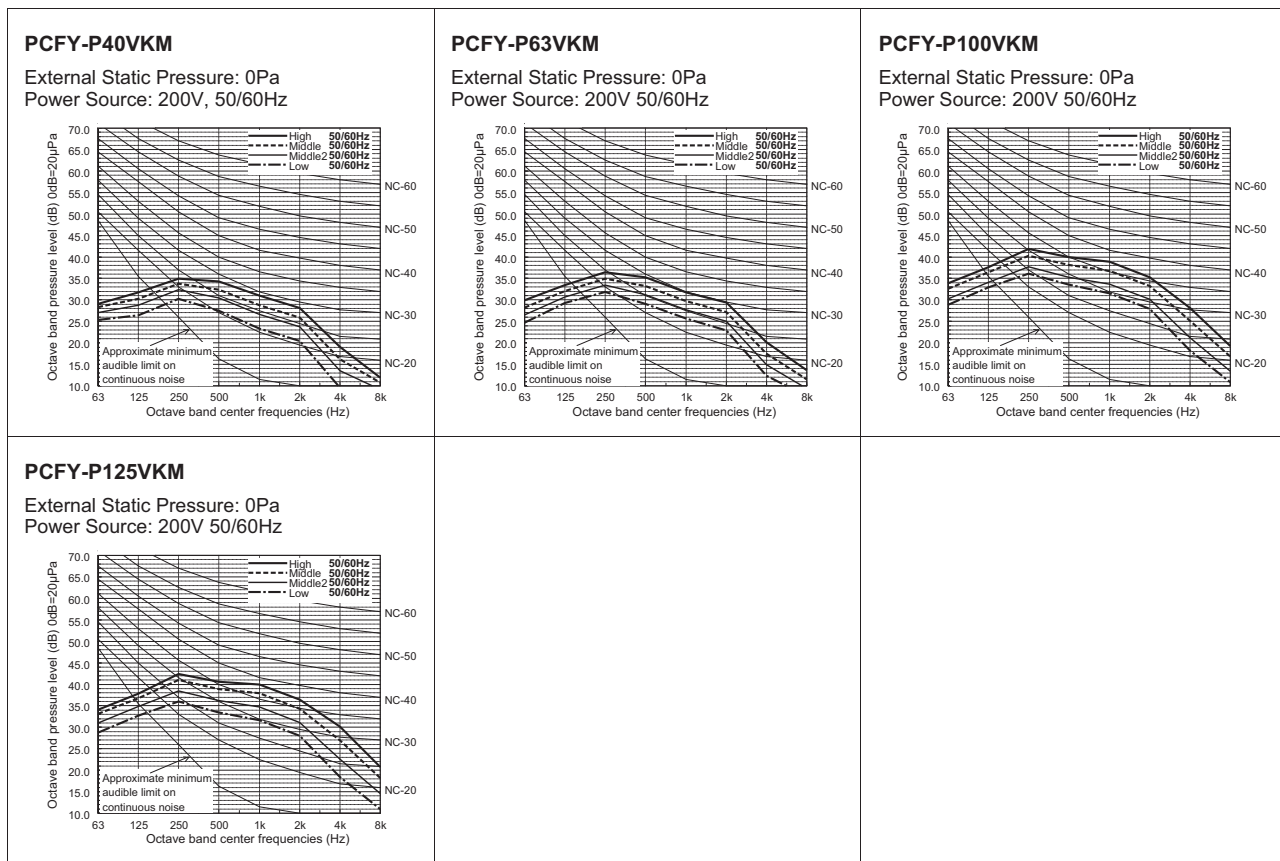 PCFY-P40VKM
External Static Pressure: 0Pa
Power Source: 200V, 50/60Hz
Octave band pressure level (dB) 0dB=20μPa
70.0
65.0
60.0
55.0
50.0
45.0
40.0
35.0
30.0
25.0
20.0
15.0
10.0
High 50/60Hz
Middle 50/60Hz
Middle2 50/60Hz
Low 50/60Hz
NC-60
NC-50
NC-40
NC-30
NC-20
Approximate minimum
audible limit on
continuous noise
63 125 250 500 1k 2k 4k 8k
Octave band center frequencies (Hz)
PCFY-P63VKM
External Static Pressure: 0Pa
Power Source: 200V 50/60Hz
Octave band pressure level (dB) 0dB=20μPa
70.0
65.0
60.0
55.0
50.0
45.0
40.0
35.0
30.0
25.0
20.0
15.0
10.0
High 50/60Hz
Middle 50/60Hz
Middle2 50/60Hz
Low 50/60Hz
NC-60
NC-50
NC-40
NC-30
NC-20
Approximate minimum
audible limit on
continuous noise
63 125 250 500 1k 2k 4k 8k
Octave band center frequencies (Hz)
PCFY-P100VKM
External Static Pressure: 0Pa
Power Source: 200V 50/60Hz
Octave band pressure level (dB) 0dB=20μPa
70.0
65.0
60.0
55.0
50.0
45.0
40.0
35.0
30.0
25.0
20.0
15.0
10.0
High 50/60Hz
Middle 50/60Hz
Middle2 50/60Hz
Low 50/60Hz
NC-60
NC-50
NC-40
NC-30
NC-20
Approximate minimum
audible limit on
continuous noise
63 125 250 500 1k 2k 4k 8k
Octave band center frequencies (Hz)
PCFY-P125VKM
External Static Pressure: 0Pa
Power Source: 200V 50/60Hz
Octave band pressure level (dB) 0dB=20μPa
70.0
65.0
60.0
55.0
50.0
45.0
40.0
35.0
30.0
25.0
20.0
15.0
10.0
High 50/60Hz
Middle 50/60Hz
Middle2 50/60Hz
Low 50/60Hz
NC-60
NC-50
NC-40
NC-30
NC-20
Approximate minimum
audible limit on
continuous noise
63 125 250 500 1k 2k 4k 8k
Octave band center frequencies (Hz)